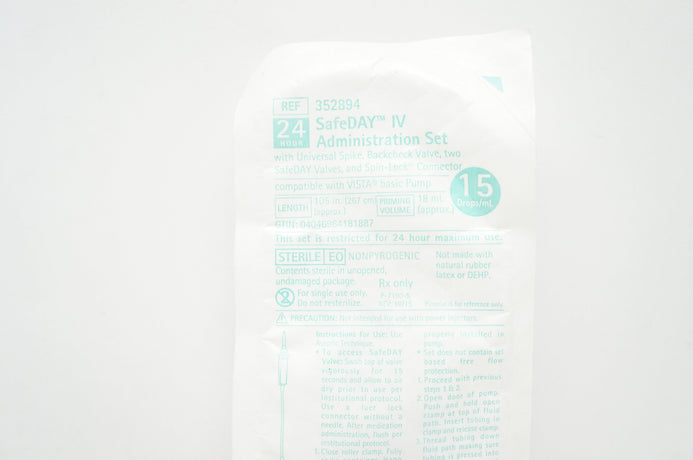 REF 352894
24 HOUR
SafeDAY™ IV
Administration Set
with Universal Spike, Backcheck Valve, two
SafeDAY Valves, and Spin-Lock® Connector
compatible with VISTA® basic Pump
15 Drops/mL
LENGTH 105 in. (267 cm) (approx.) PRIMING VOLUME 18 mL (approx.)
GTIN: 04046964181887
This set is restricted for 24 hour maximum use.
STERILE EO NONPYROGENIC
Contents sterile in unopened,
undamaged package.
Not made with
natural rubber
latex or DEHP.
Rx only
2 For single use only.
Do not resterilize.
is for reference only.
PRECAUTION: Not intended for use with power injectors.
Instructions for Use: Use
Aseptic Technique.
• To access SafeDAY
Valve: Swab top of valve
vigorously for 15
seconds and allow to air
dry prior to use per
institutional protocol.
Use a luer lock
connector without a
needle. After medication
administration, flush per
institutional protocol.
1. Close roller clamp. Fully
properly installed in
pump.
• Set does not contain set
based free flow
protection.
1. Proceed with previous
steps 1 & 2.
2. Open door of pump.
Push and hold open
clamp at top of fluid
path. Insert tubing in
clamp and release clamp.
3. Thread tubing down
fluid path making sure
tubing is pressed into